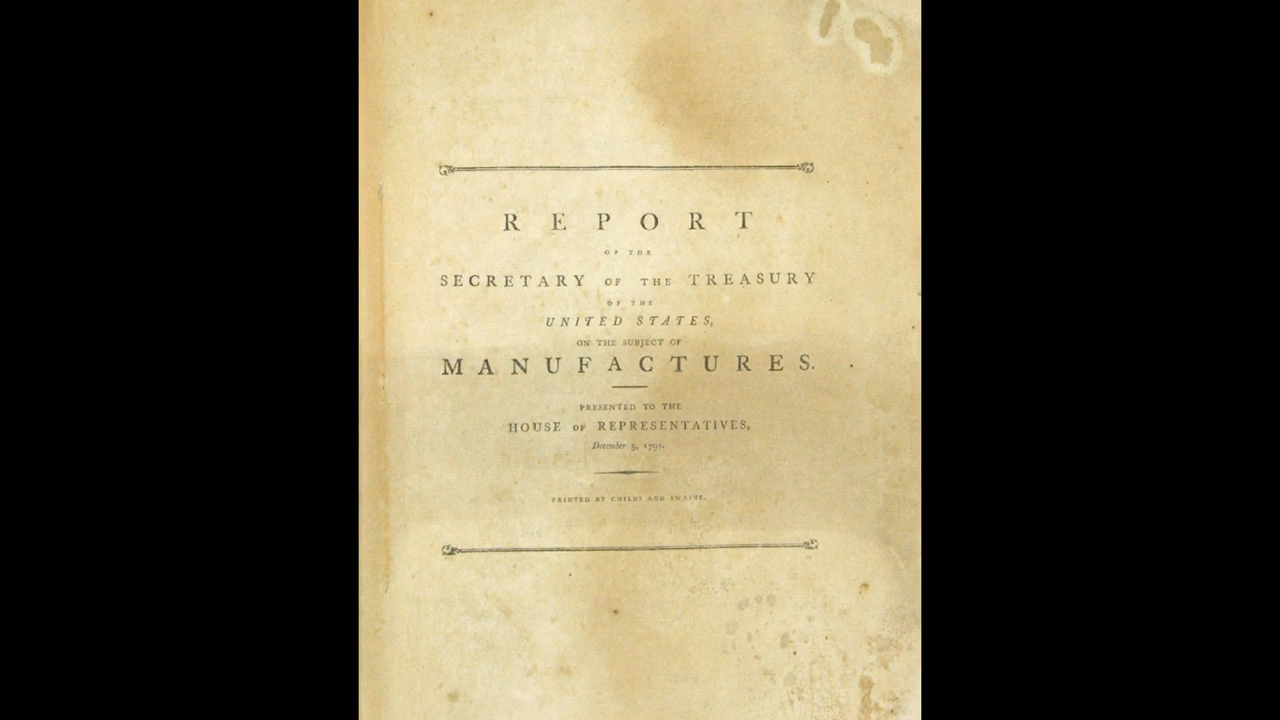 REPORT
OF THE
SECRETARY OF THE TREASURY
OF THE
UNITED STATES,
ON THE SUBJECT OF
MANUFACTURES.
PRESENTED TO THE
HOUSE OF REPRESENTATIVES,
December 5, 1791.
PRINTED BY CHILDS AND SWAINE.